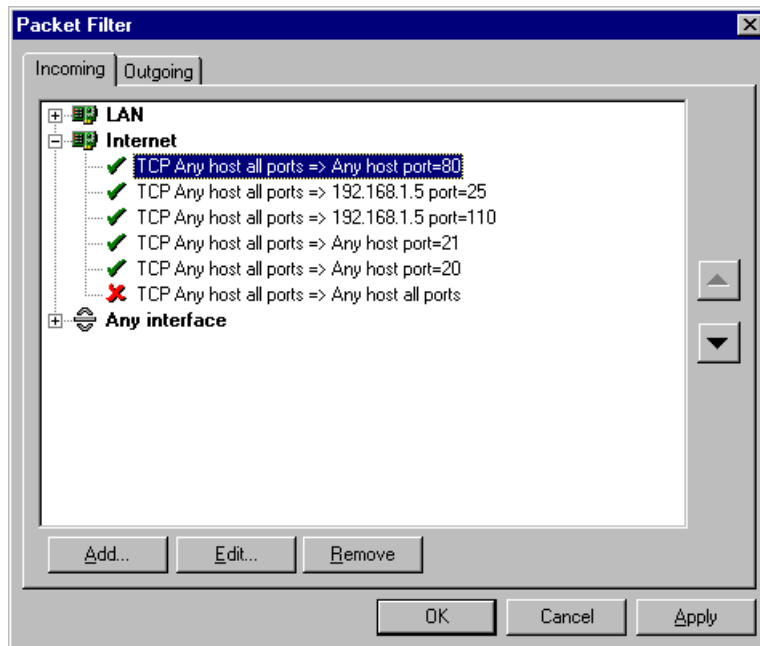 Packet Filter
Incoming
Outgoing
LAN
Internet
TCP Any host all ports => Any host port=80
TCP Any host all ports => 192.168.1.5 port=25
TCP Any host all ports => 192.168.1.5 port=110
TCP Any host all ports => Any host port=21
TCP Any host all ports => Any host port=20
TCP Any host all ports => Any host all ports
Any interface
Add...
Edit...
Remove
OK
Cancel
Apply